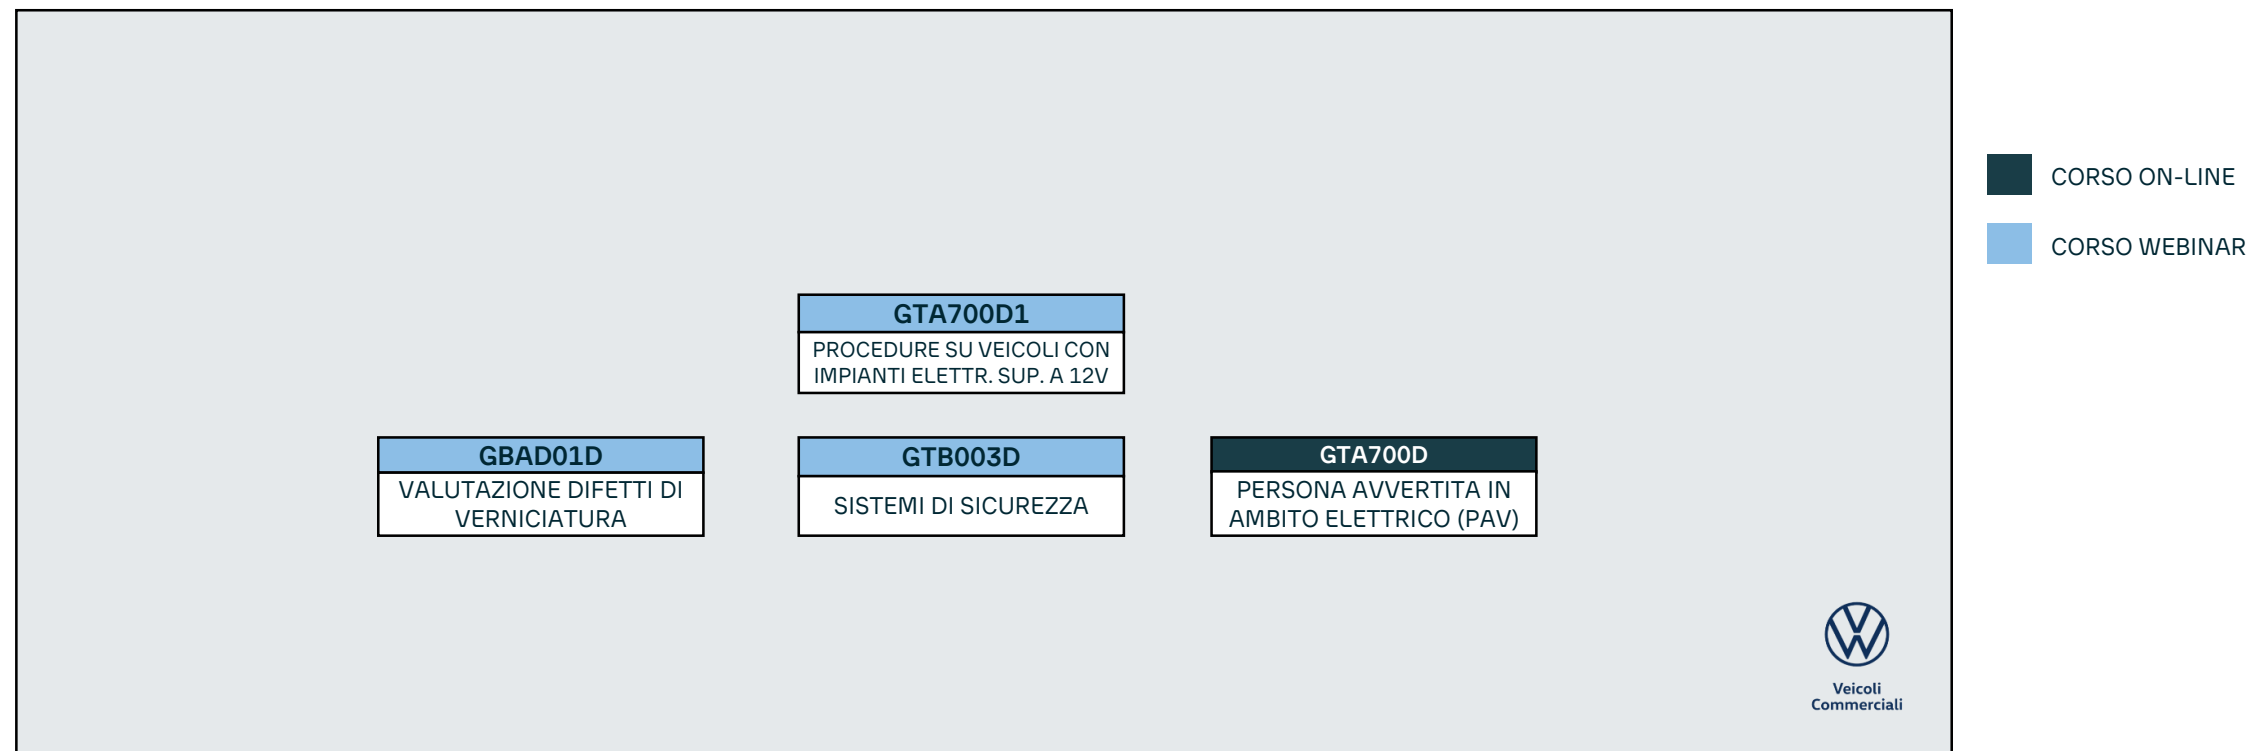 CORSO ON-LINE
CORSO WEBINAR
GTA700D1
PROCEDURE SU VEICOLI CON
IMPIANTI ELETTR. SUP. A 12V
GBAD01D
VALUTAZIONE DIFETTI DI
VERNICIATURA
GTB003D
SISTEMI DI SICUREZZA
GTA700D
PERSONA AVVERTITA IN
AMBITO ELETTRICO (PAV)
Veicoli
Commerciali